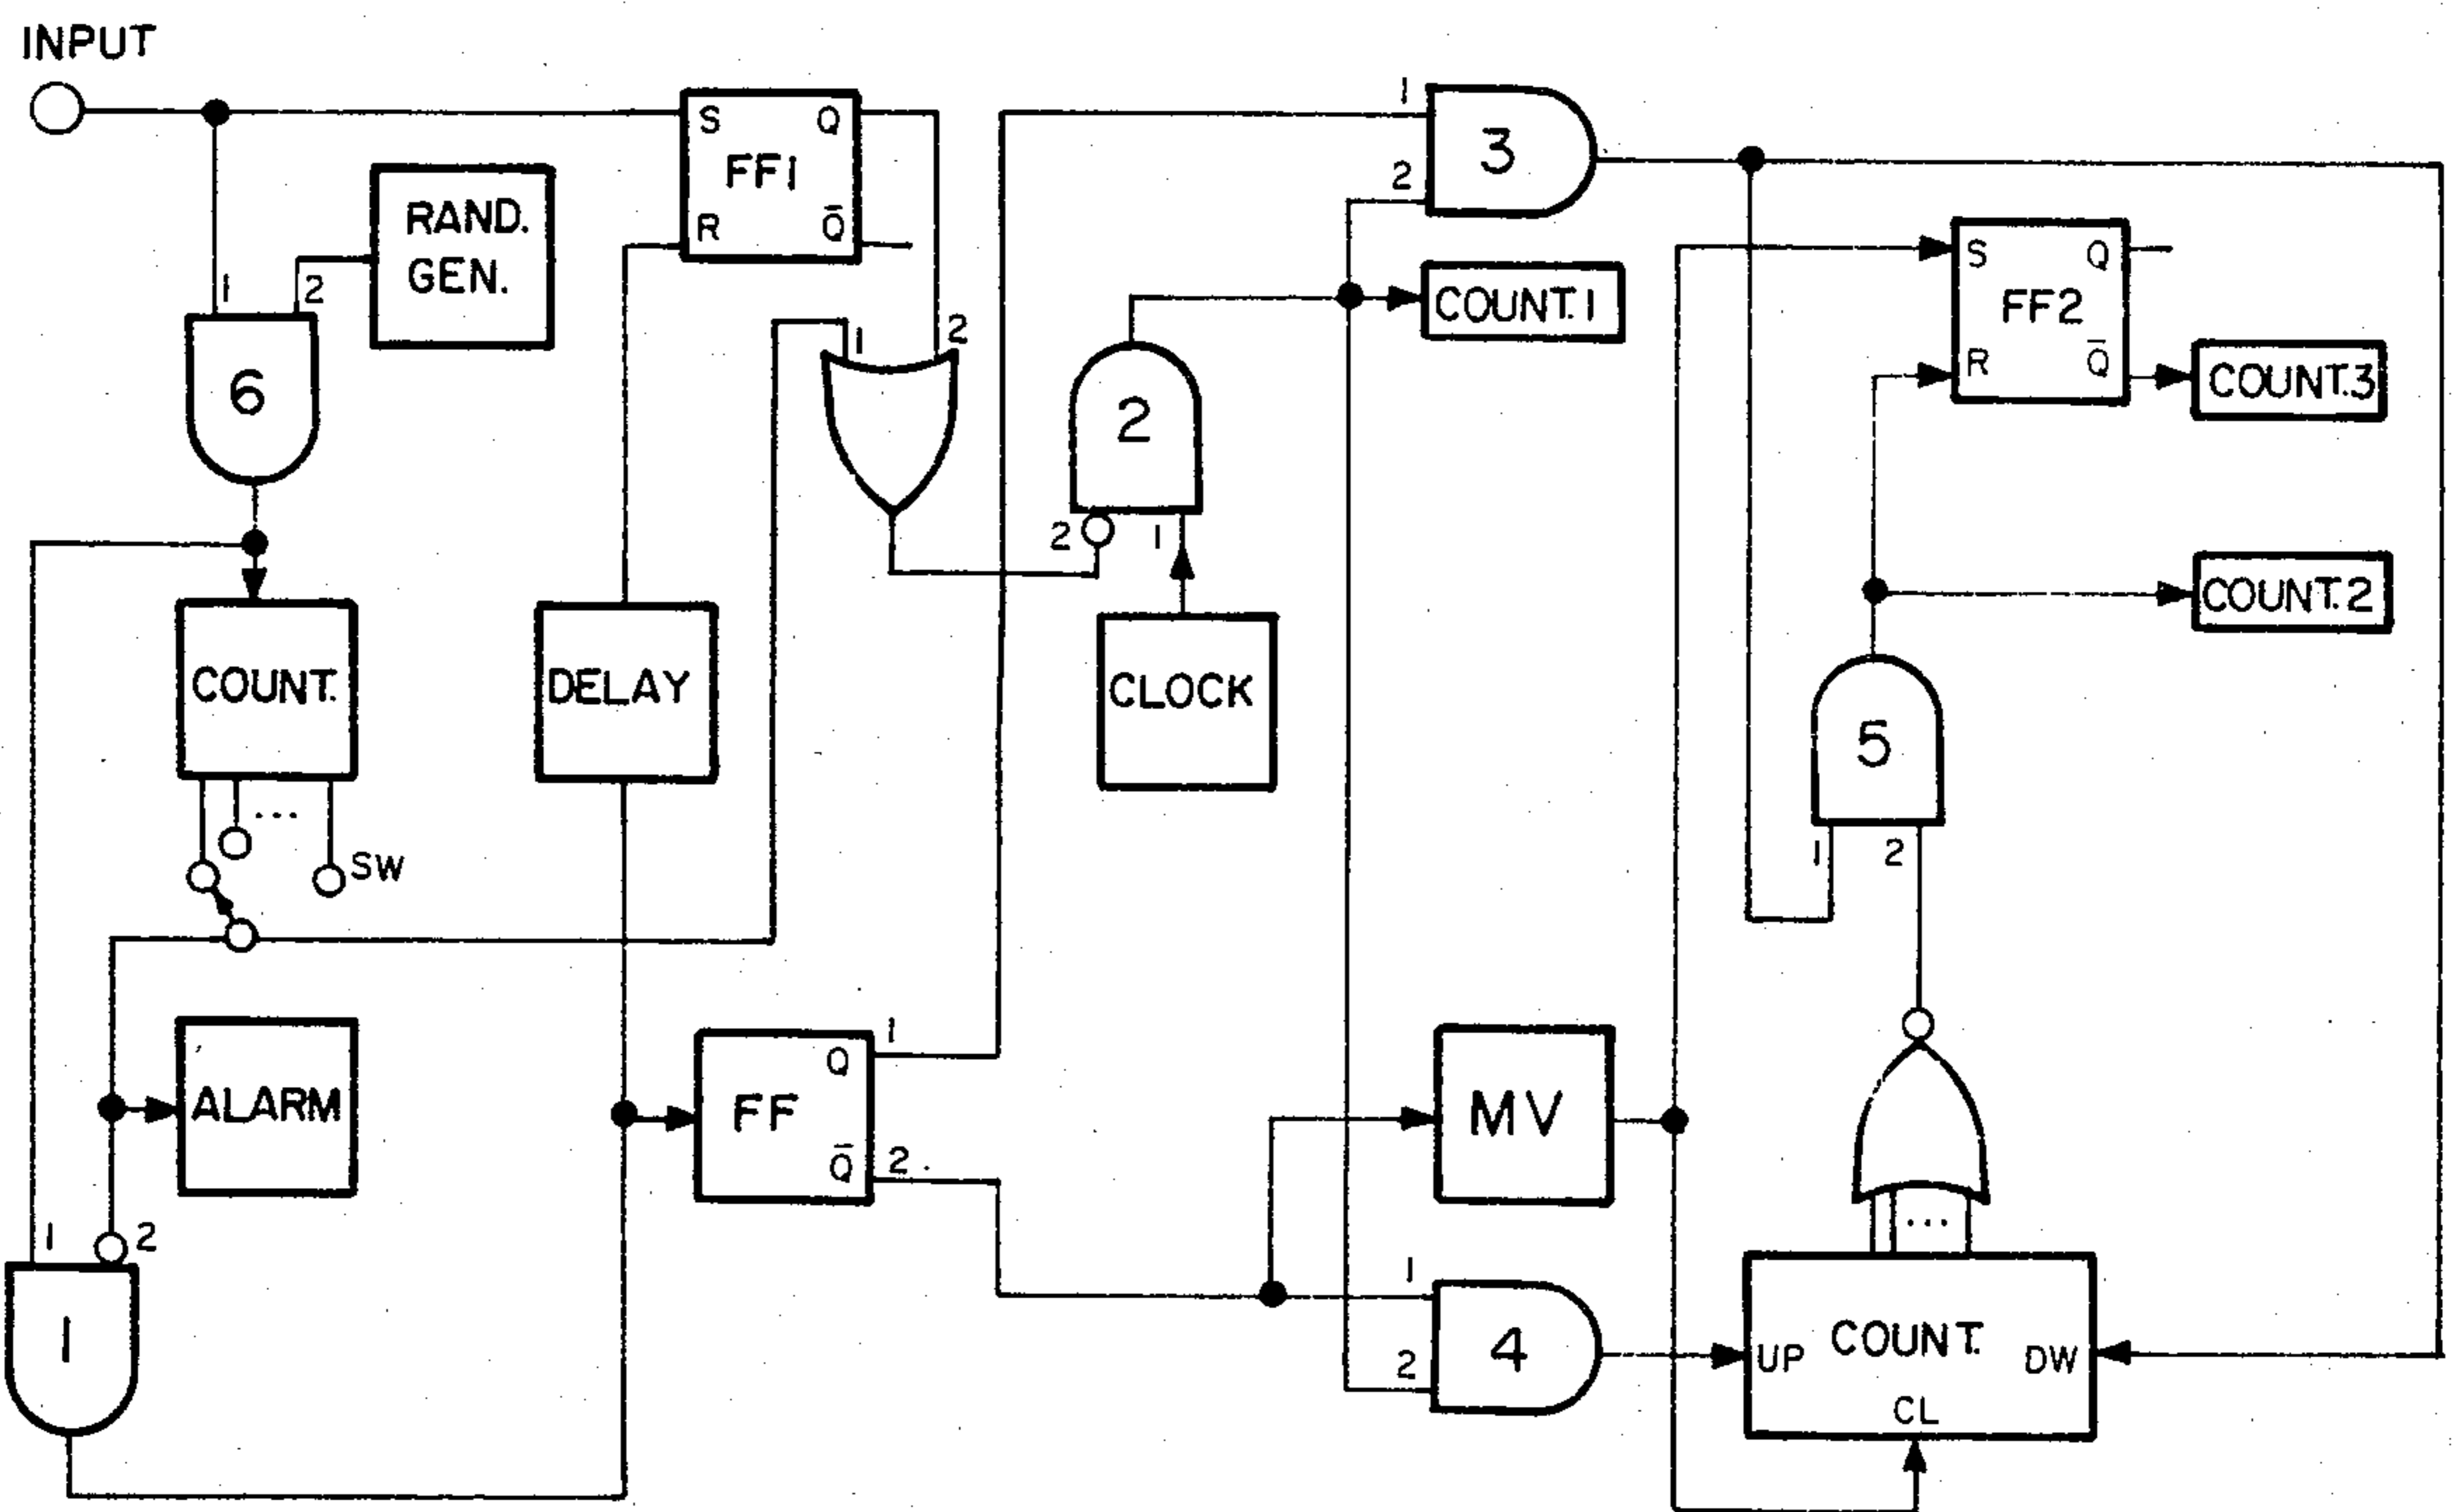 INPUT
S Q
FF1
R Q̄
RAND.
GEN.
1 2
6
1 2
3
1
2
COUNT.1
S Q
FF2
R Q̄
COUNT.3
2
2 1
COUNT.2
COUNT.
DELAY
CLOCK
5
1 2
... SW
ALARM
Q 1
FF
Q̄ 2
MV
1 2
1
...
1
4
2
COUNT.
UP DW
CL